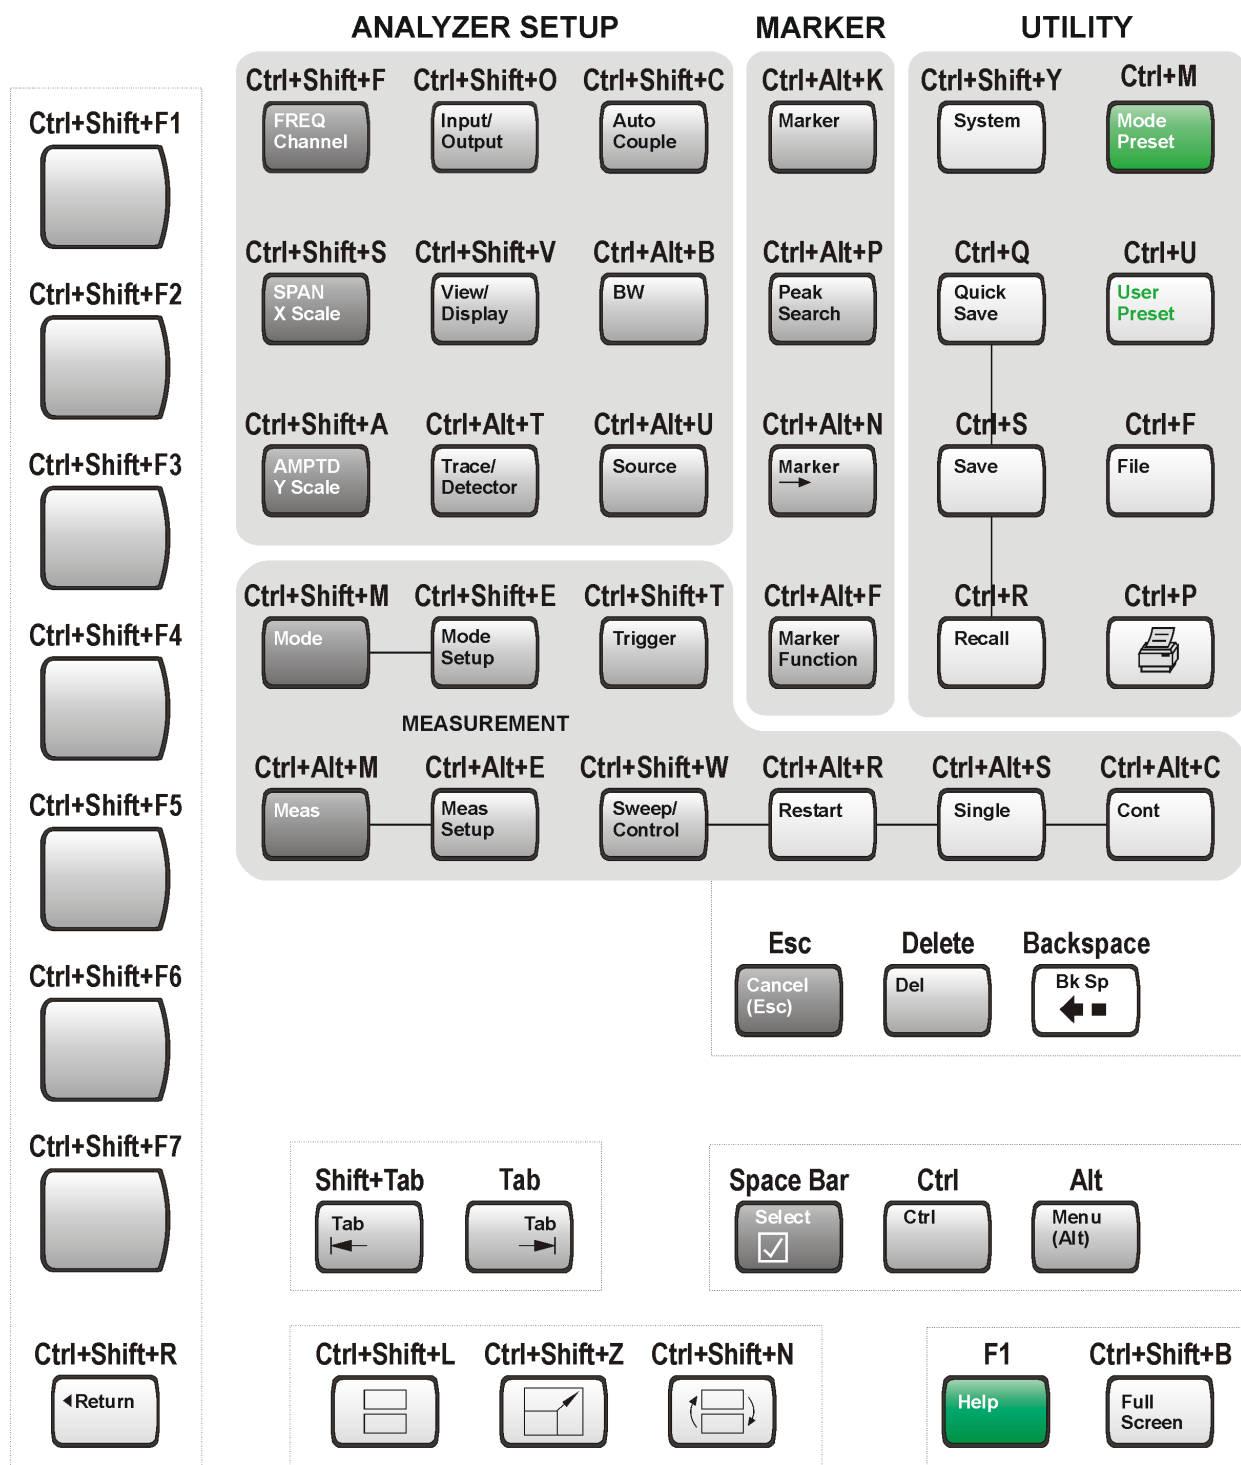 ANALYZER SETUP
MARKER
UTILITY
Ctrl+Shift+F1
Ctrl+Shift+F2
Ctrl+Shift+F3
Ctrl+Shift+F4
Ctrl+Shift+F5
Ctrl+Shift+F6
Ctrl+Shift+F7
Ctrl+Shift+R
Return
Ctrl+Shift+F
FREQ
Channel
Ctrl+Shift+O
Input/
Output
Ctrl+Shift+C
Auto
Couple
Ctrl+Alt+K
Marker
Ctrl+Shift+Y
System
Ctrl+M
Mode
Preset
Ctrl+Shift+S
SPAN
X Scale
Ctrl+Shift+V
View/
Display
Ctrl+Alt+B
BW
Ctrl+Alt+P
Peak
Search
Ctrl+Q
Quick
Save
Ctrl+U
User
Preset
Ctrl+Shift+A
AMPTD
Y Scale
Ctrl+Alt+T
Trace/
Detector
Ctrl+Alt+U
Source
Ctrl+Alt+N
Marker
Ctrl+S
Save
Ctrl+F
File
Ctrl+Shift+M
Mode
Ctrl+Shift+E
Mode
Setup
Ctrl+Shift+T
Trigger
Ctrl+Alt+F
Marker
Function
Ctrl+R
Recall
Ctrl+P
MEASUREMENT
Ctrl+Alt+M
Meas
Ctrl+Alt+E
Meas
Setup
Ctrl+Shift+W
Sweep/
Control
Ctrl+Alt+R
Restart
Ctrl+Alt+S
Single
Ctrl+Alt+C
Cont
Esc
Cancel
(Esc)
Delete
Del
Backspace
Bk Sp
Shift+Tab
Tab
Tab
Tab
Space Bar
Select
Ctrl
Ctrl
Alt
Menu
(Alt)
Ctrl+Shift+L
Ctrl+Shift+Z
Ctrl+Shift+N
F1
Help
Ctrl+Shift+B
Full
Screen